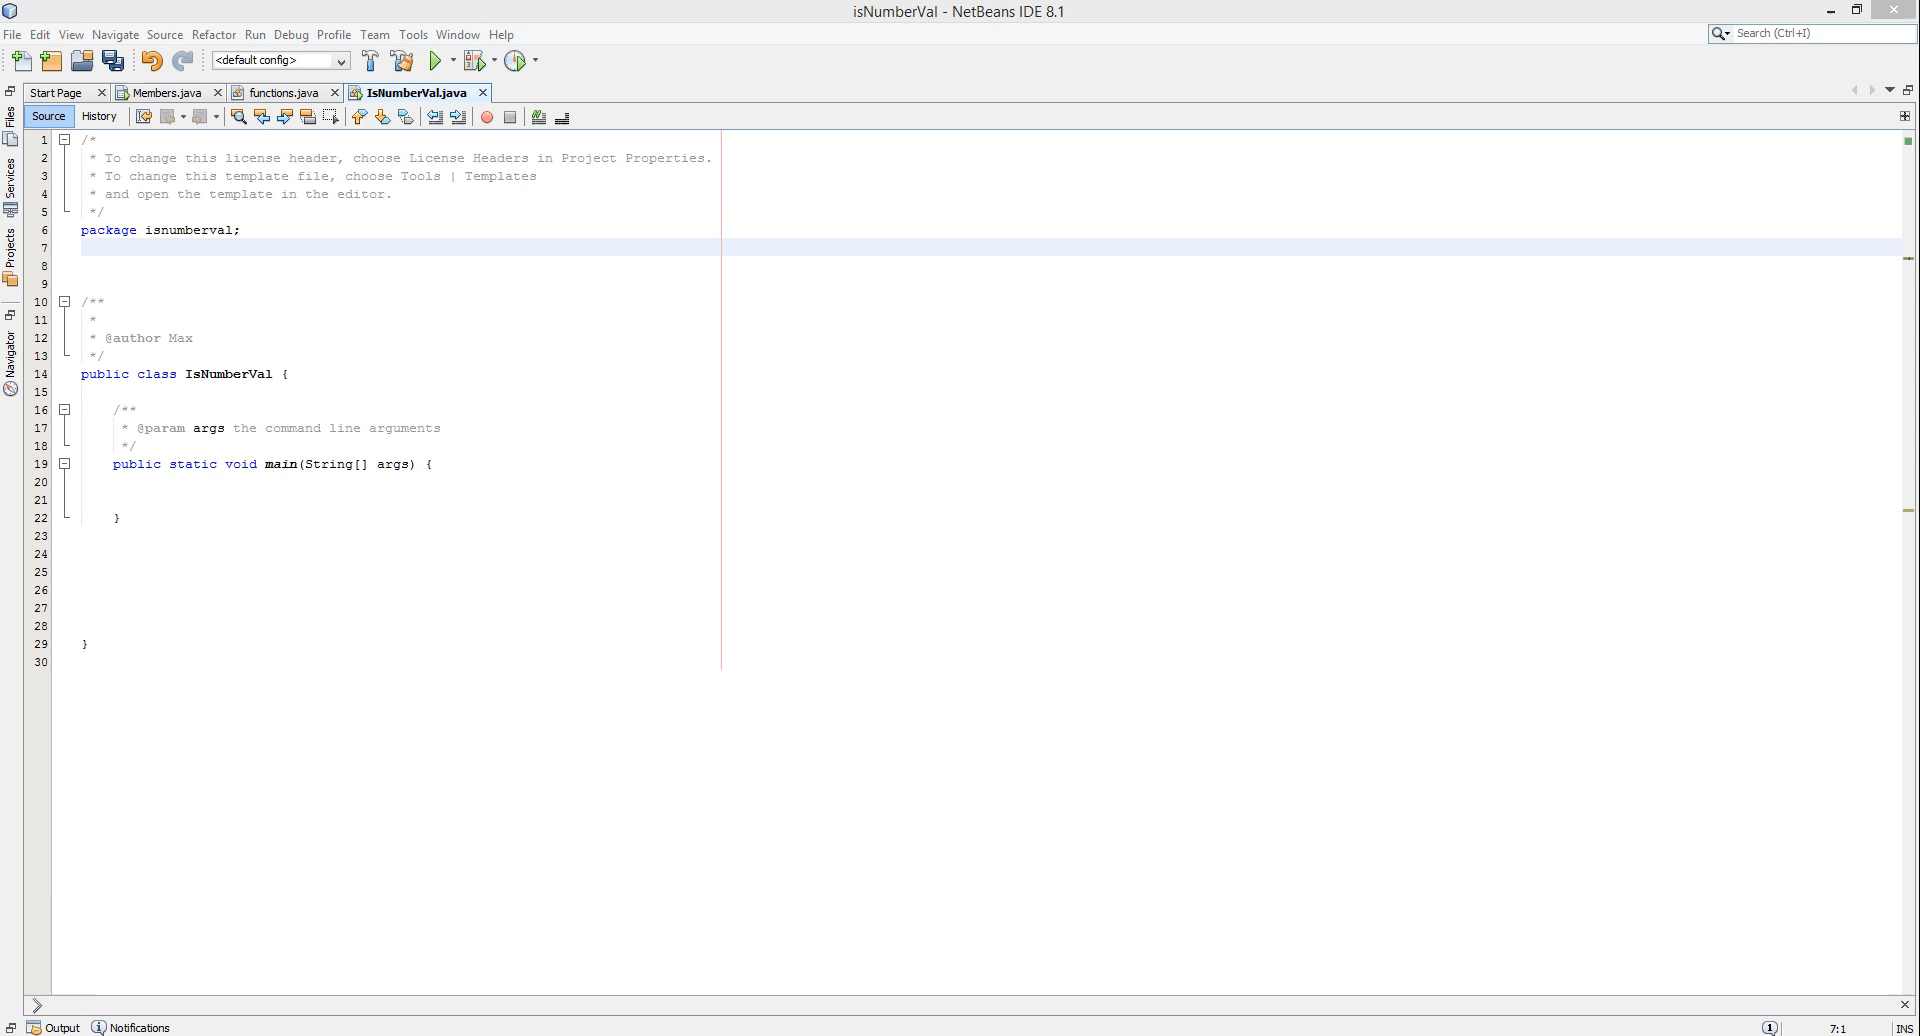 isNumberVal - NetBeans IDE 8.1
File Edit View Navigate Source Refactor Run Debug Profile Team Tools Window Help
Search (Ctrl+I)
<default config>
Start Page Members.java functions.java IsNumberVal.java
Source History
Files
Services
Projects
Navigator
1 /*
2 * To change this license header, choose License Headers in Project Properties.
3 * To change this template file, choose Tools | Templates
4 * and open the template in the editor.
5 */
6 package isnumberval;
7
8
9
10 /**
11 *
12 * @author Max
13 */
14 public class IsNumberVal {
15
16 /**
17 * @param args the command line arguments
18 */
19 public static void main(String[] args) {
20
21
22 }
23
24
25
26
27
28
29 }
30
Output Notifications
1 7:1 INS